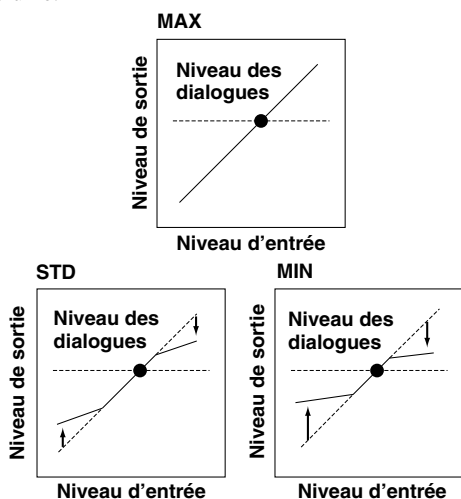 MAX
Niveau des
dialogues
Niveau de sortie
Niveau d'entrée
STD
Niveau des
dialogues
Niveau de sortie
Niveau d'entrée
MIN
Niveau des
dialogues
Niveau de sortie
Niveau d'entrée